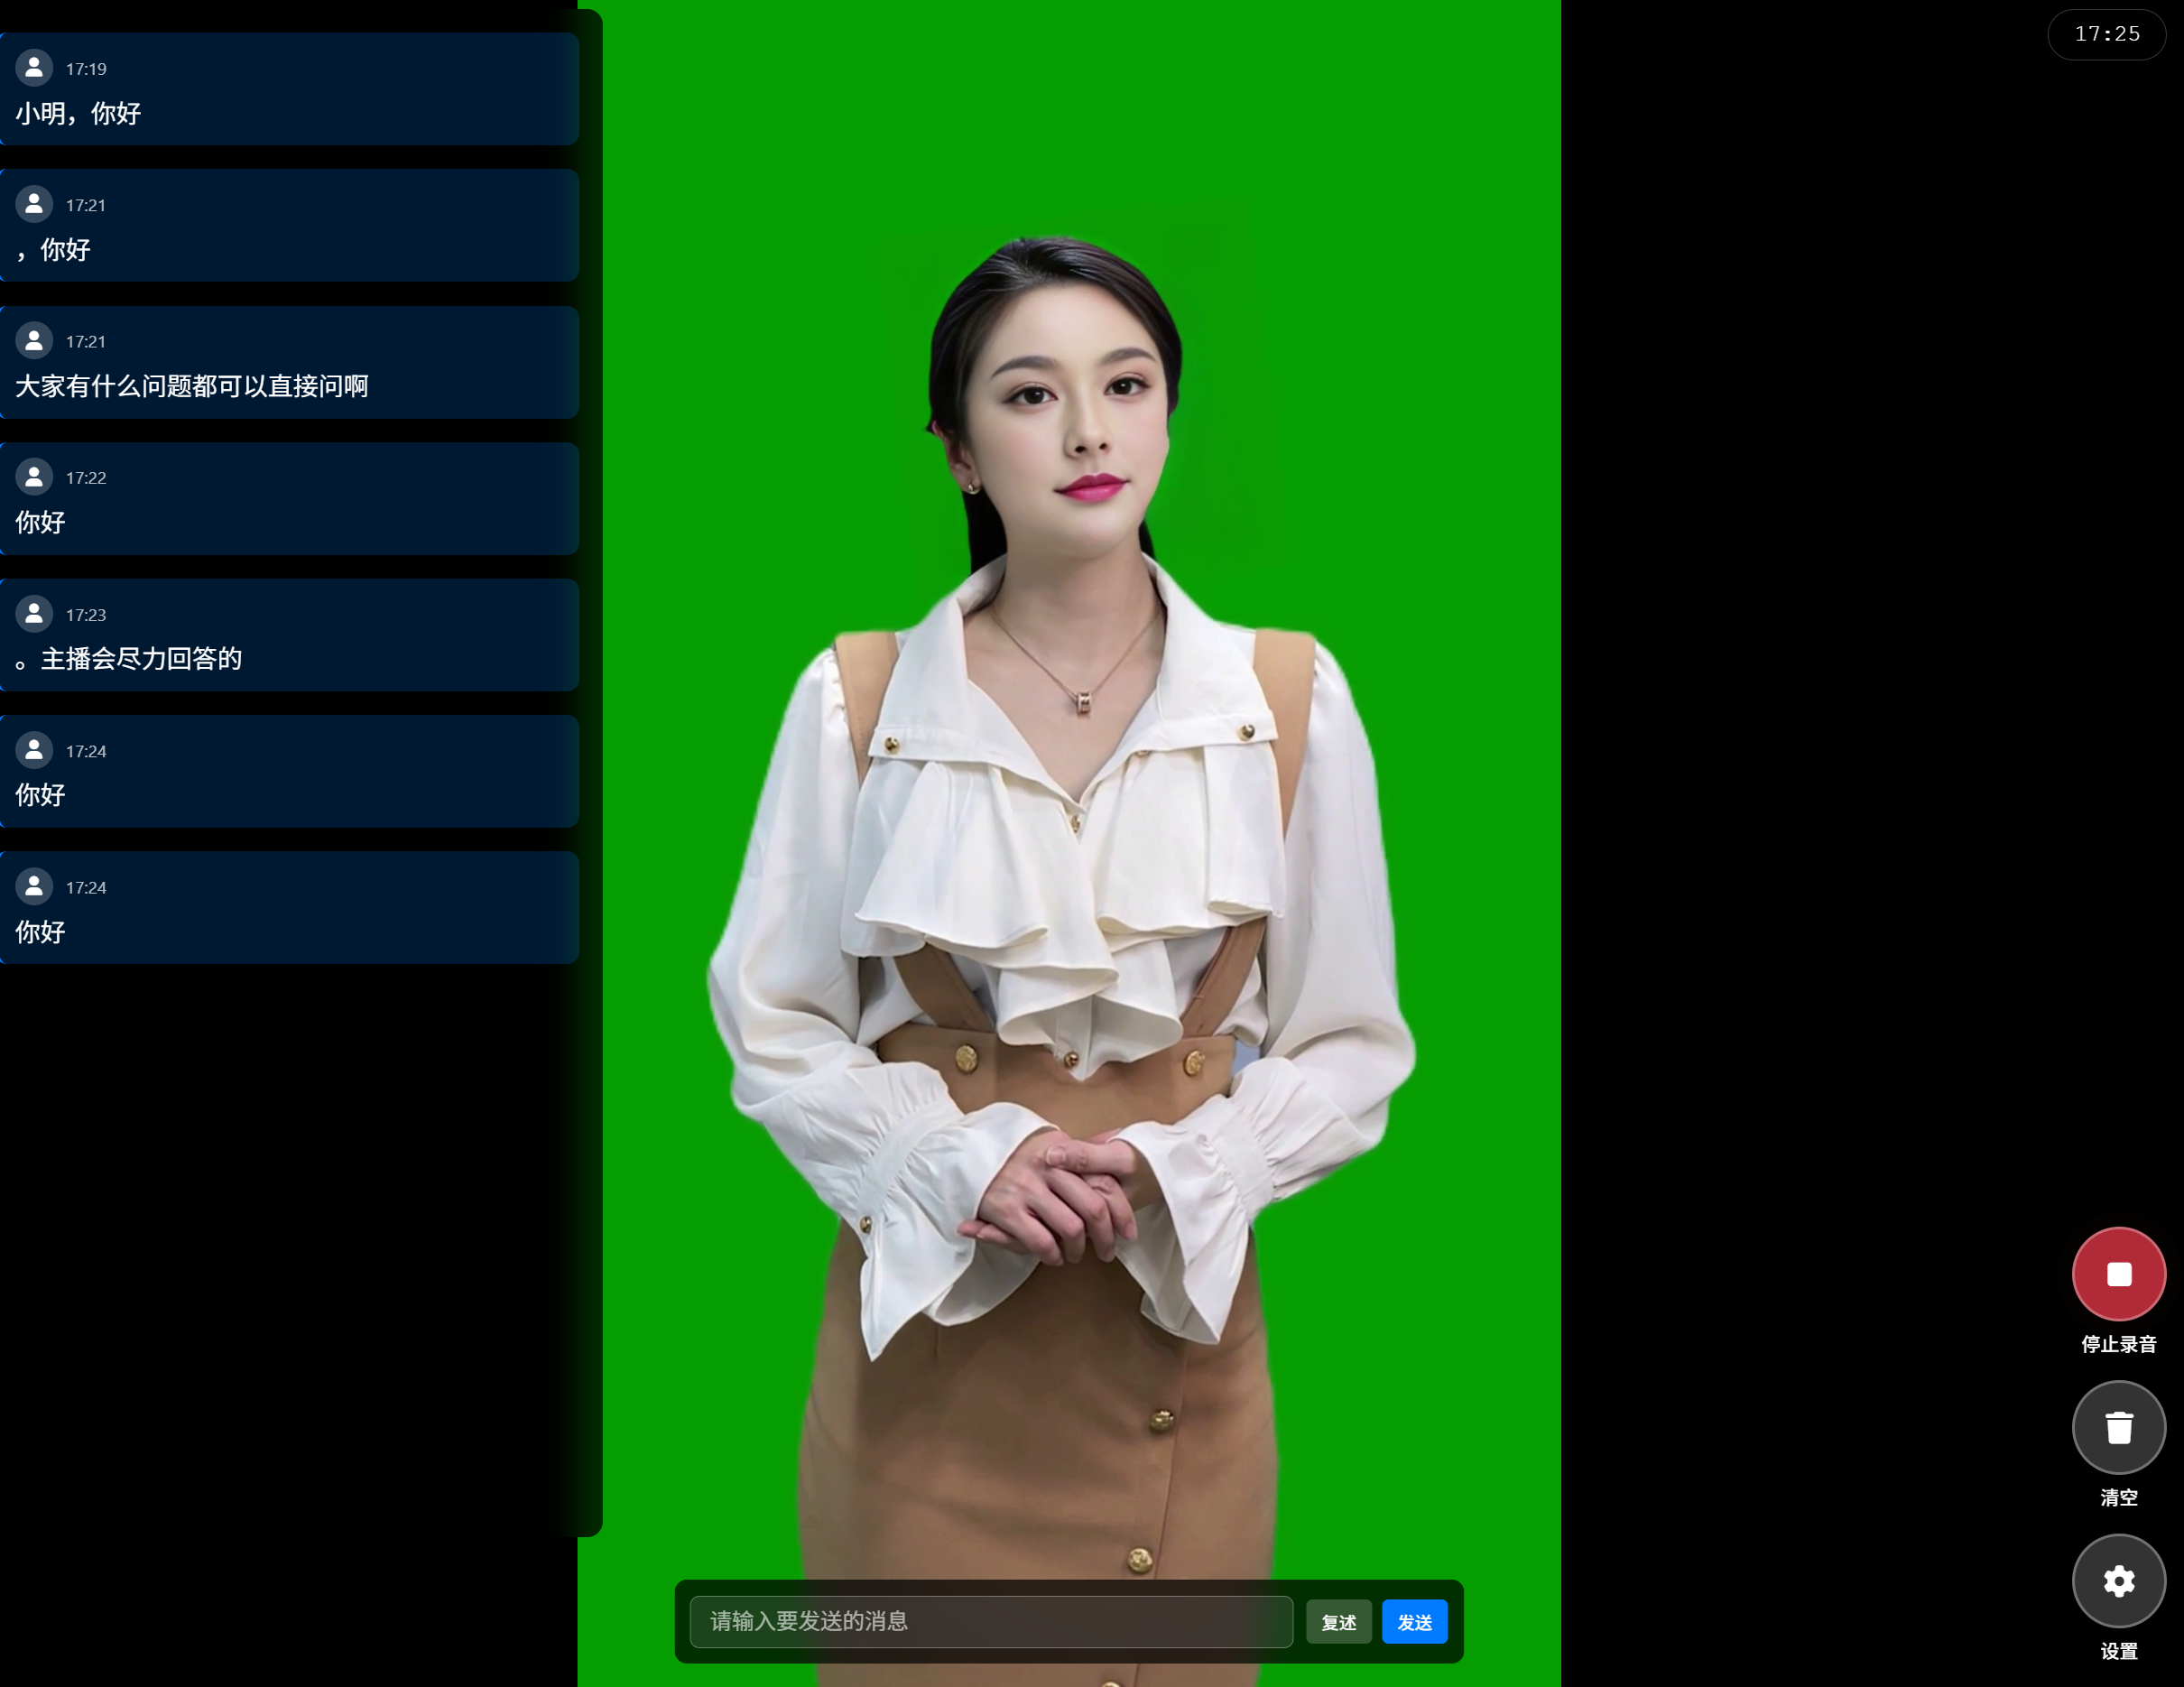 17:25
17:19
小明，你好
17:21
，你好
17:21
大家有什么问题都可以直接问啊
17:22
你好
17:23
。主播会尽力回答的
17:24
你好
17:24
你好
停止录音
清空
设置
请输入要发送的消息
复述
发送